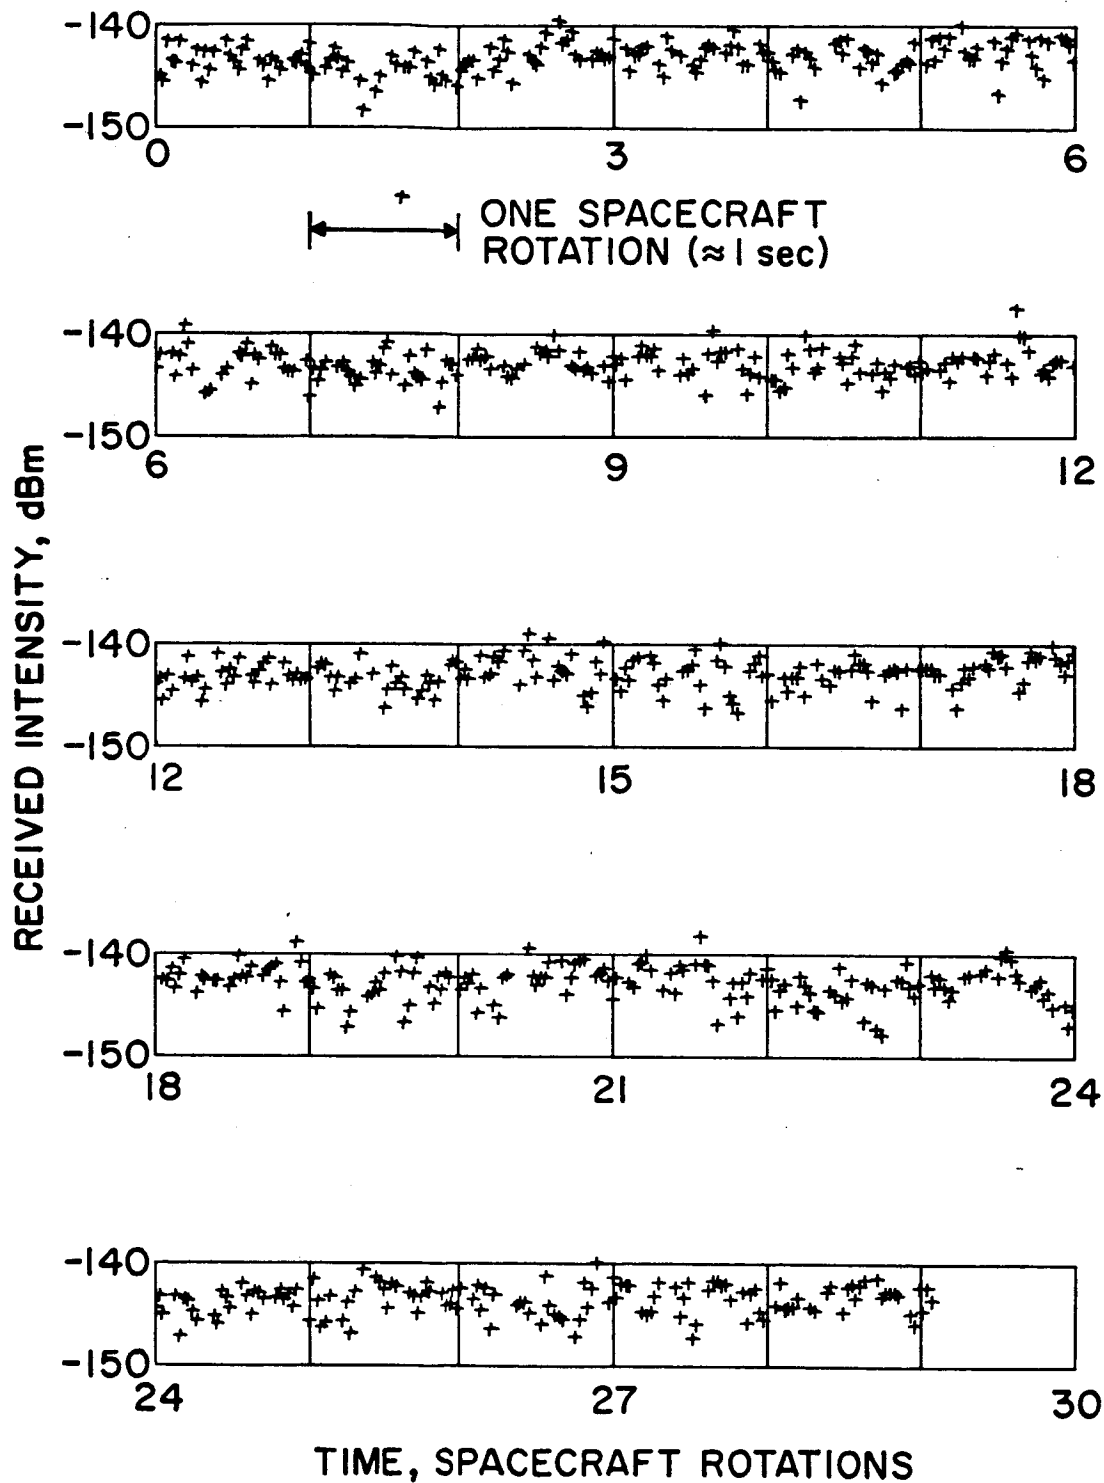 -140
-150
0 3 6
ONE SPACECRAFT
ROTATION (≈1 sec)
-140
-150
6 9 12
RECEIVED INTENSITY, dBm
-140
-150
12 15 18
-140
-150
18 21 24
-140
-150
24 27 30
TIME, SPACECRAFT ROTATIONS